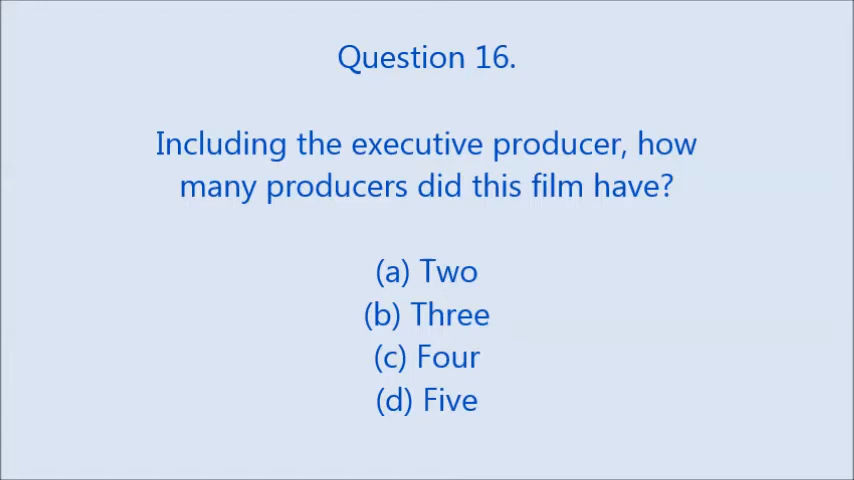 Question 16.
Including the executive producer, how
many producers did this film have?
(a) Two
(b) Three
(c) Four
(d) Five